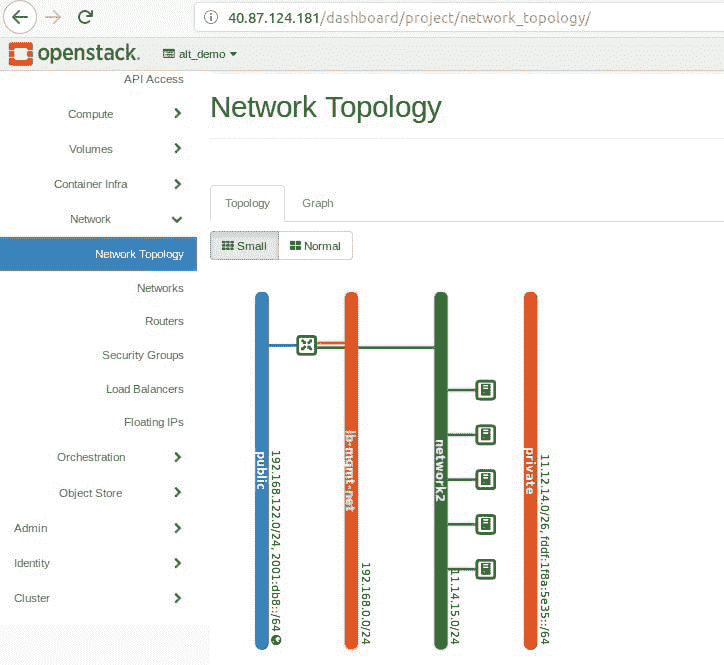 40.87.124.181/dashboard/project/network_topology/
openstack. alt_demo
API Access
Compute
Volumes
Container Infra
Network
Network Topology
Networks
Routers
Security Groups
Load Balancers
Floating IPs
Orchestration
Object Store
Admin
Identity
Cluster
Network Topology
Topology Graph
Small Normal
public
192.168.122.0/24, 2001:db8::/64
lb-mgmt-net
192.168.0.0/24
network2
11.14.15.0/24
private
11.12.14.0/26, fddf:1f8a:5e35::/64